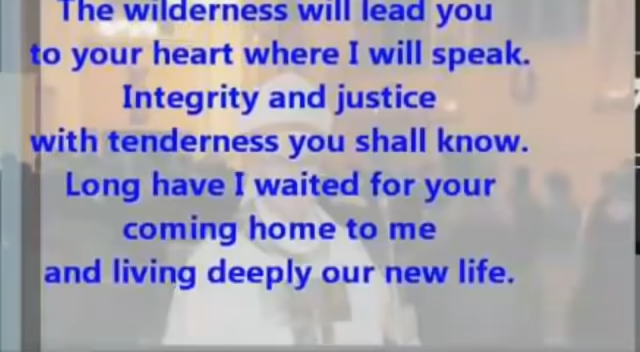 The wilderness will lead you
to your heart where I will speak.
Integrity and justice
with tenderness you shall know.
Long have I waited for your
coming home to me
and living deeply our new life.